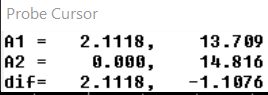 Probe Cursor
A1 = 2.1118, 13.709
A2 = 0.000, 14.816
dif= 2.1118, -1.1076